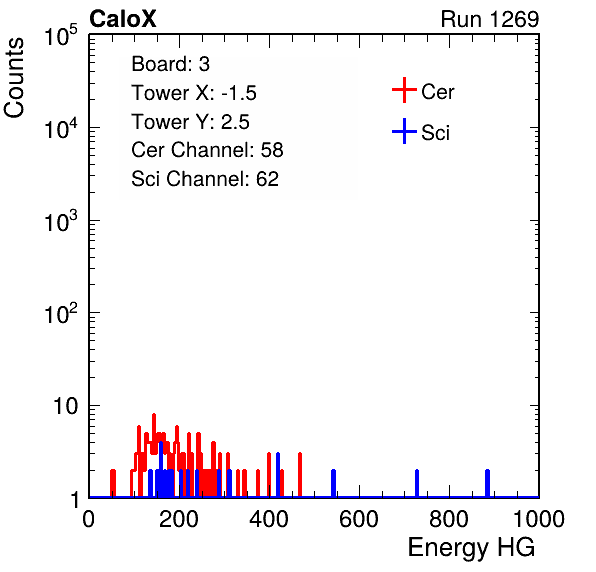 CaloX Run 1269
Counts
Board: 3
Tower X: -1.5
Tower Y: 2.5
Cer Channel: 58
Sci Channel: 62
Cer
Sci
10^5
10^4
10^3
10^2
10
1
0 200 400 600 800 1000
Energy HG